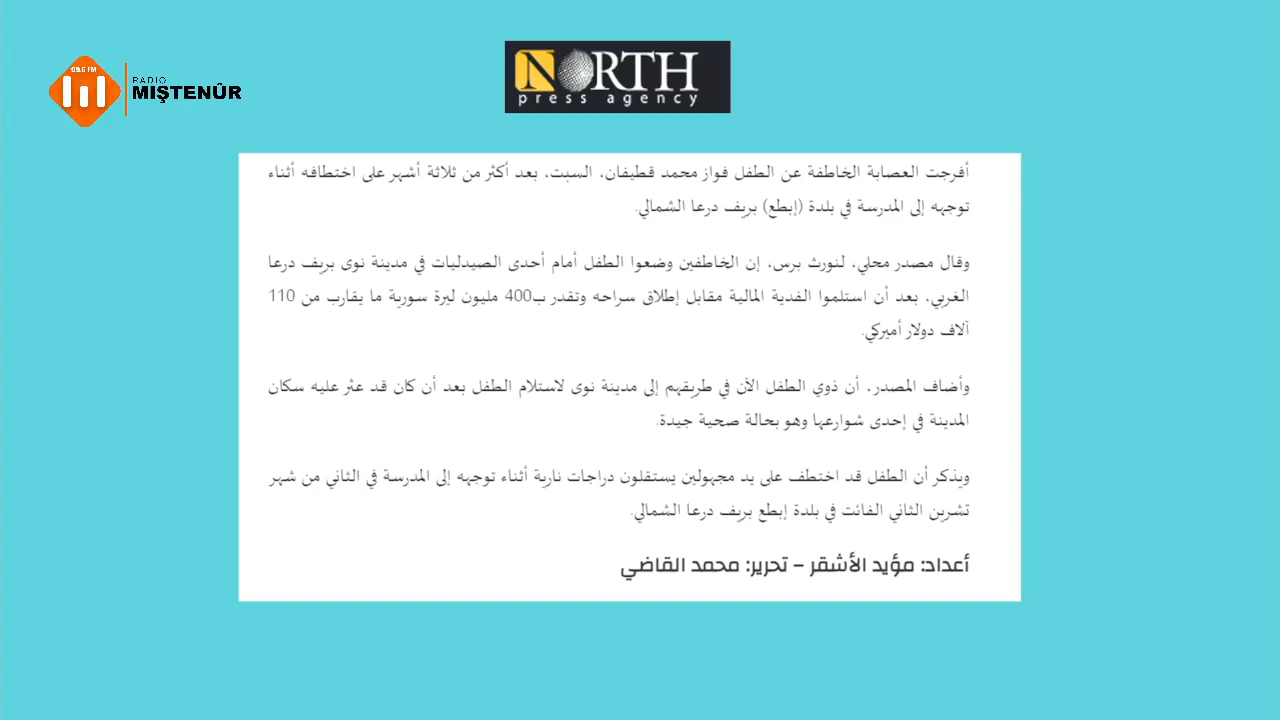 NORTH
press agency
99.6 FM
RADIO
MIŞTENÛR
أفرجت العصابة الخاطفة عن الطفل فواز محمد قطيفان، السبت، بعد أكثر من ثلاثة أشهر على اختطافه أثناء
توجهه إلى المدرسة في بلدة (إبطع) بريف درعا الشمالي.
وقال مصدر محلي، لنورث برس، إن الخاطفين وضعوا الطفل أمام أحدى الصيدليات في مدينة نوى بريف درعا
الغربي، بعد أن استلموا الفدية المالية مقابل إطلاق سراحه وتقدر ب400 مليون ليرة سورية ما يقارب من 110
آلاف دولار أميركي.
وأضاف المصدر، أن ذوي الطفل الآن في طريقهم إلى مدينة نوى لاستلام الطفل بعد أن كان قد عثر عليه سكان
المدينة في إحدى شوارعها وهو بحالة صحية جيدة.
ويذكر أن الطفل قد اختطف على يد مجهولين يستقلون دراجات نارية أثناء توجهه إلى المدرسة في الثاني من شهر
تشرين الثاني الفائت في بلدة إبطع بريف درعا الشمالي.
أعداد: مؤيد الأشقر – تحرير: محمد القاضي